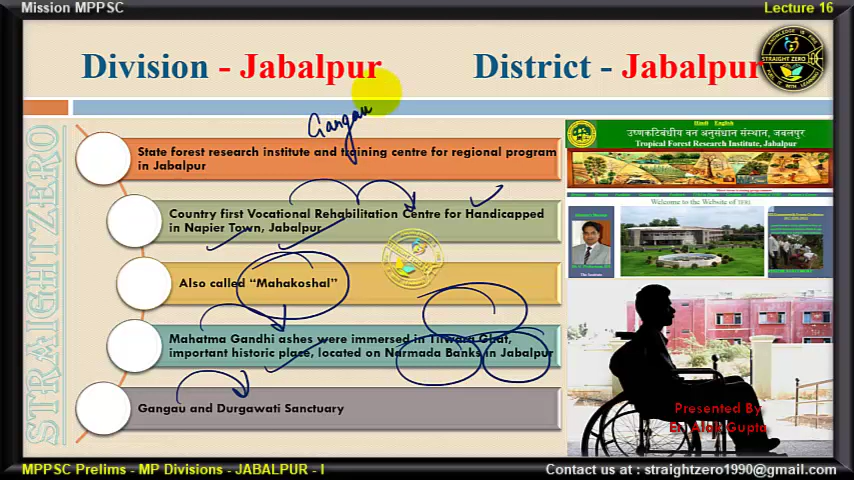 Mission MPPSC
Lecture 16
Division - Jabalpur
District - Jabalpur
STRAIGHT ZERO
Gangau
State forest research institute and training centre for regional program
in Jabalpur
Country first Vocational Rehabilitation Centre for Handicapped
in Napier Town, Jabalpur
Also called “Mahakoshal”
Mahatma Gandhi ashes were immersed in Tilwara Ghat,
important historic place, located on Narmada Banks in Jabalpur
Gangau and Durgawati Sanctuary
STRAIGHTZERO
Hindi English
उष्णकटिबंधीय वन अनुसंधान संस्थान, जबलपुर
Tropical Forest Research Institute, Jabalpur
Welcome to the Website of TFRI
Presented By
Er. Alok Gupta
MPPSC Prelims - MP Divisions - JABALPUR - I
Contact us at : straightzero1990@gmail.com